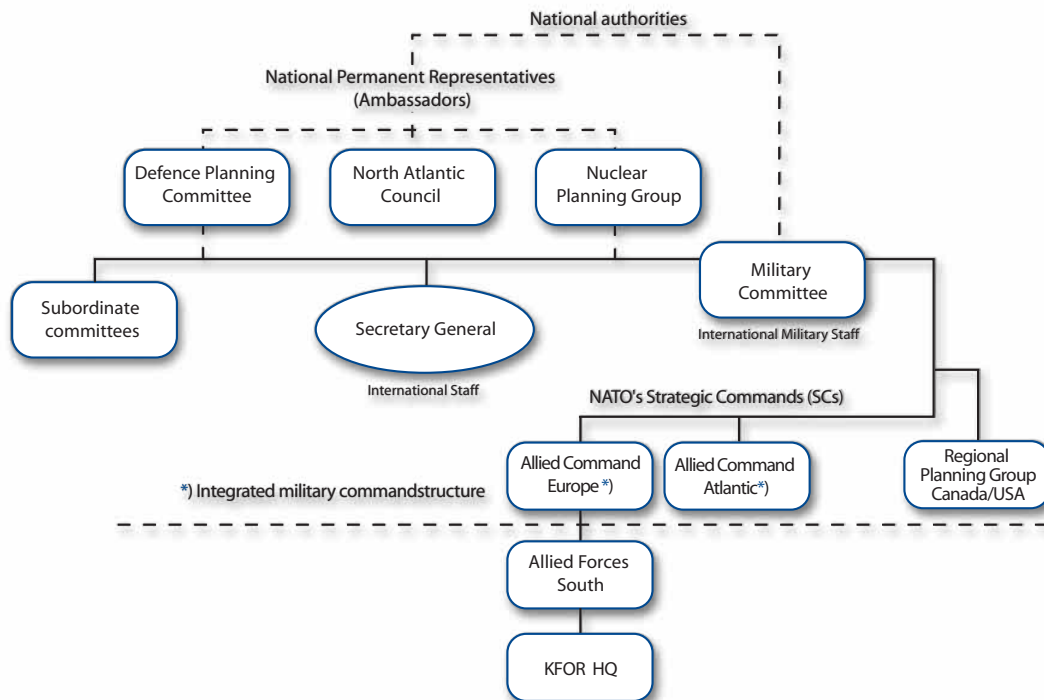 National authorities
National Permanent Representatives
(Ambassadors)
Defence Planning
Committee
North Atlantic
Council
Nuclear
Planning Group
Subordinate
committees
Secretary General
International Staff
Military
Committee
International Military Staff
NATO's Strategic Commands (SCs)
Allied Command
Europe *)
Allied Command
Atlantic*)
Regional
Planning Group
Canada/USA
*) Integrated military commandstructure
Allied Forces
South
KFOR HQ